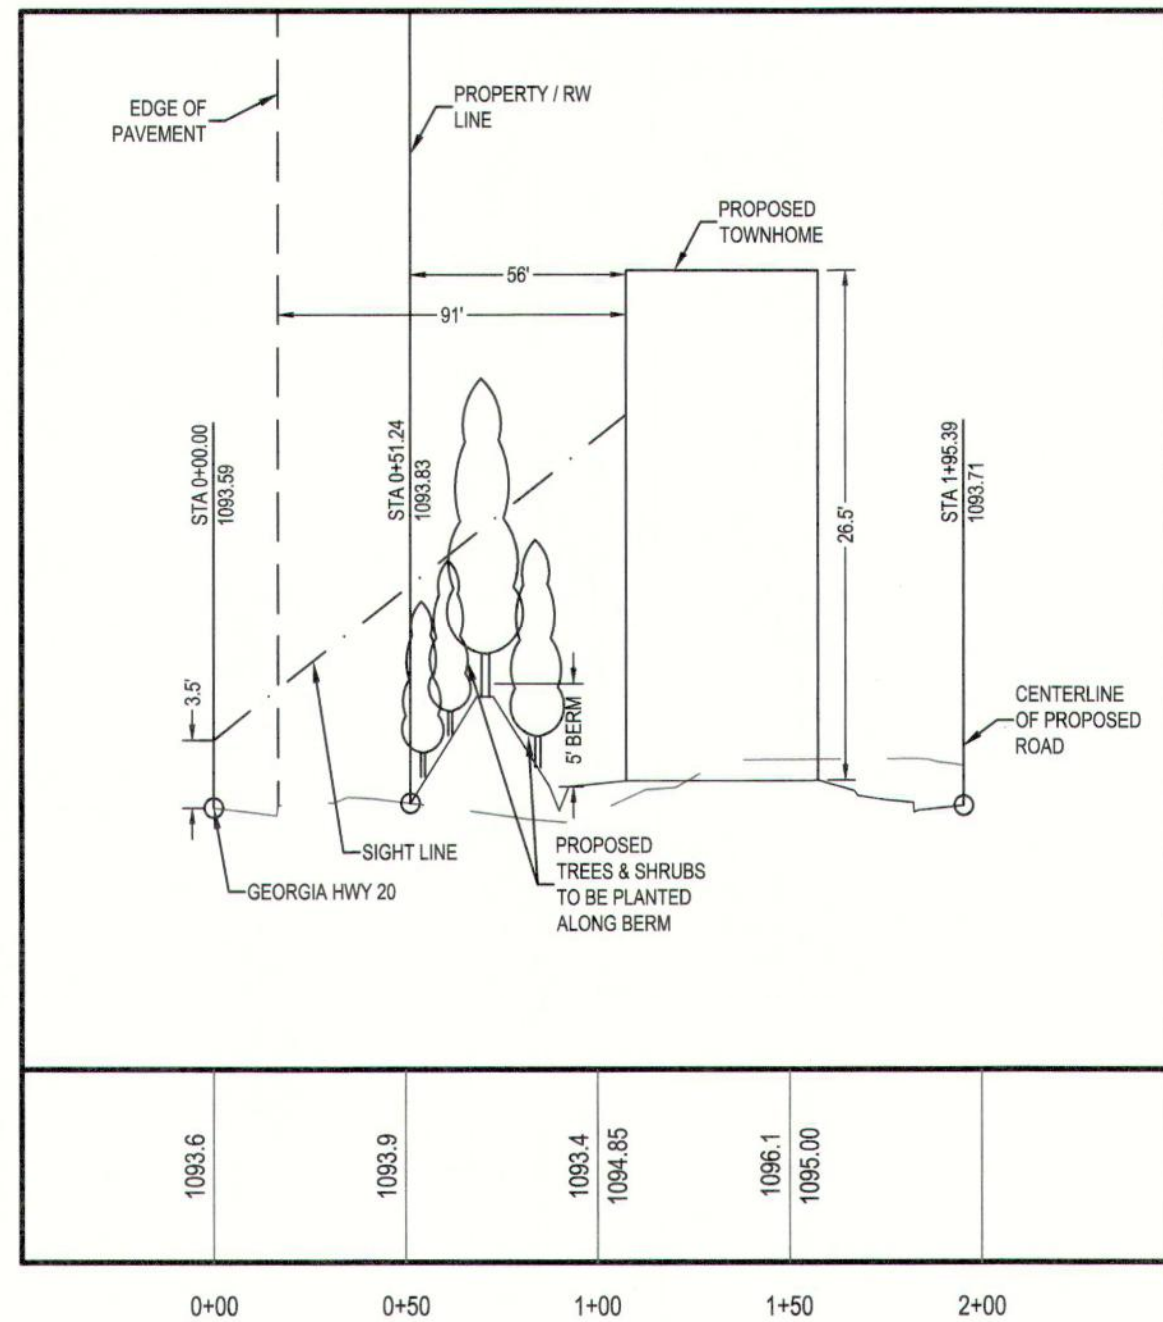 EDGE OF
PAVEMENT
PROPERTY / RW
LINE
PROPOSED
TOWNHOME
56'
91'
STA 0+00.00
1093.59
STA 0+51.24
1093.83
STA 1+95.39
1093.71
26.5'
3.5'
5' BERM
CENTERLINE
OF PROPOSED
ROAD
SIGHT LINE
GEORGIA HWY 20
PROPOSED
TREES & SHRUBS
TO BE PLANTED
ALONG BERM
1093.6
1093.9
1093.4
1094.85
1096.1
1095.00
0+00
0+50
1+00
1+50
2+00